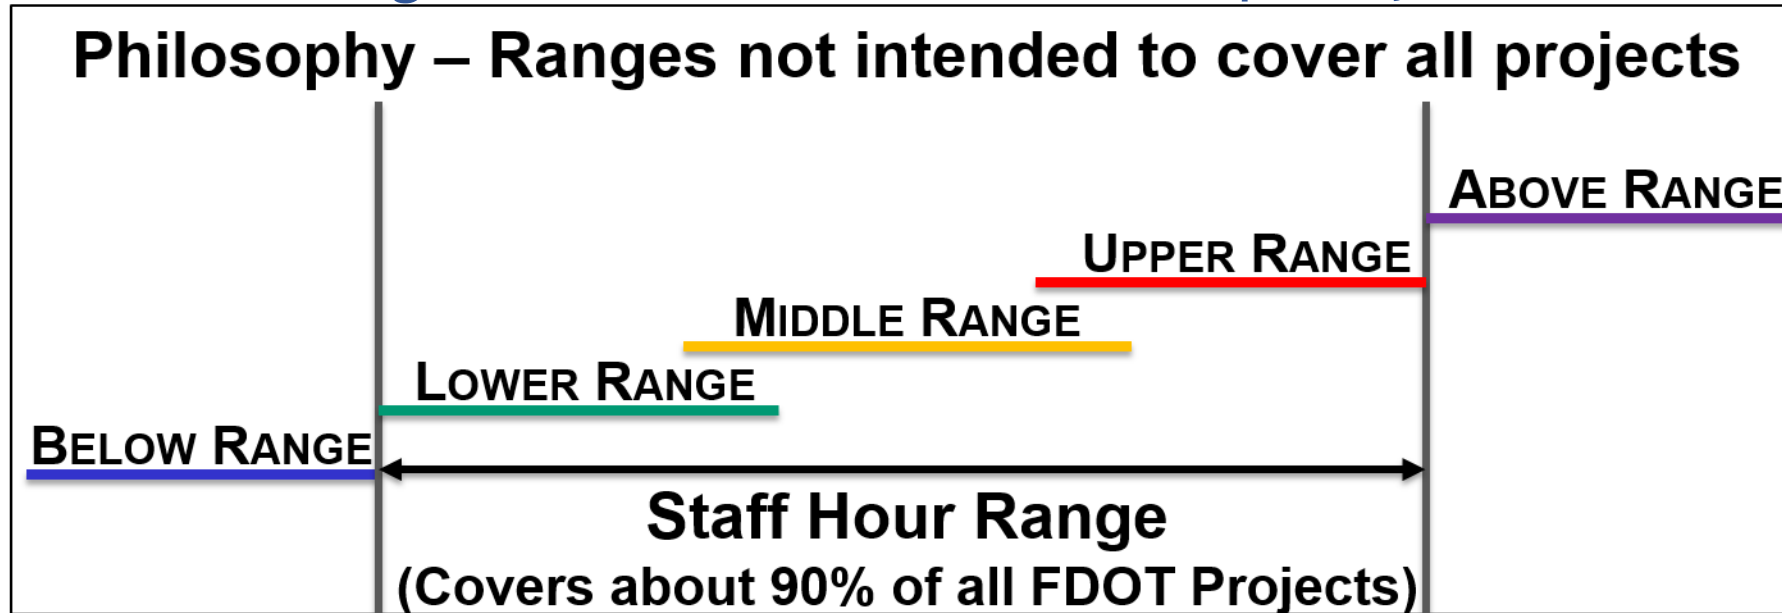 Philosophy – Ranges not intended to cover all projects
ABOVE RANGE
UPPER RANGE
MIDDLE RANGE
LOWER RANGE
BELOW RANGE
Staff Hour Range
(Covers about 90% of all FDOT Projects)